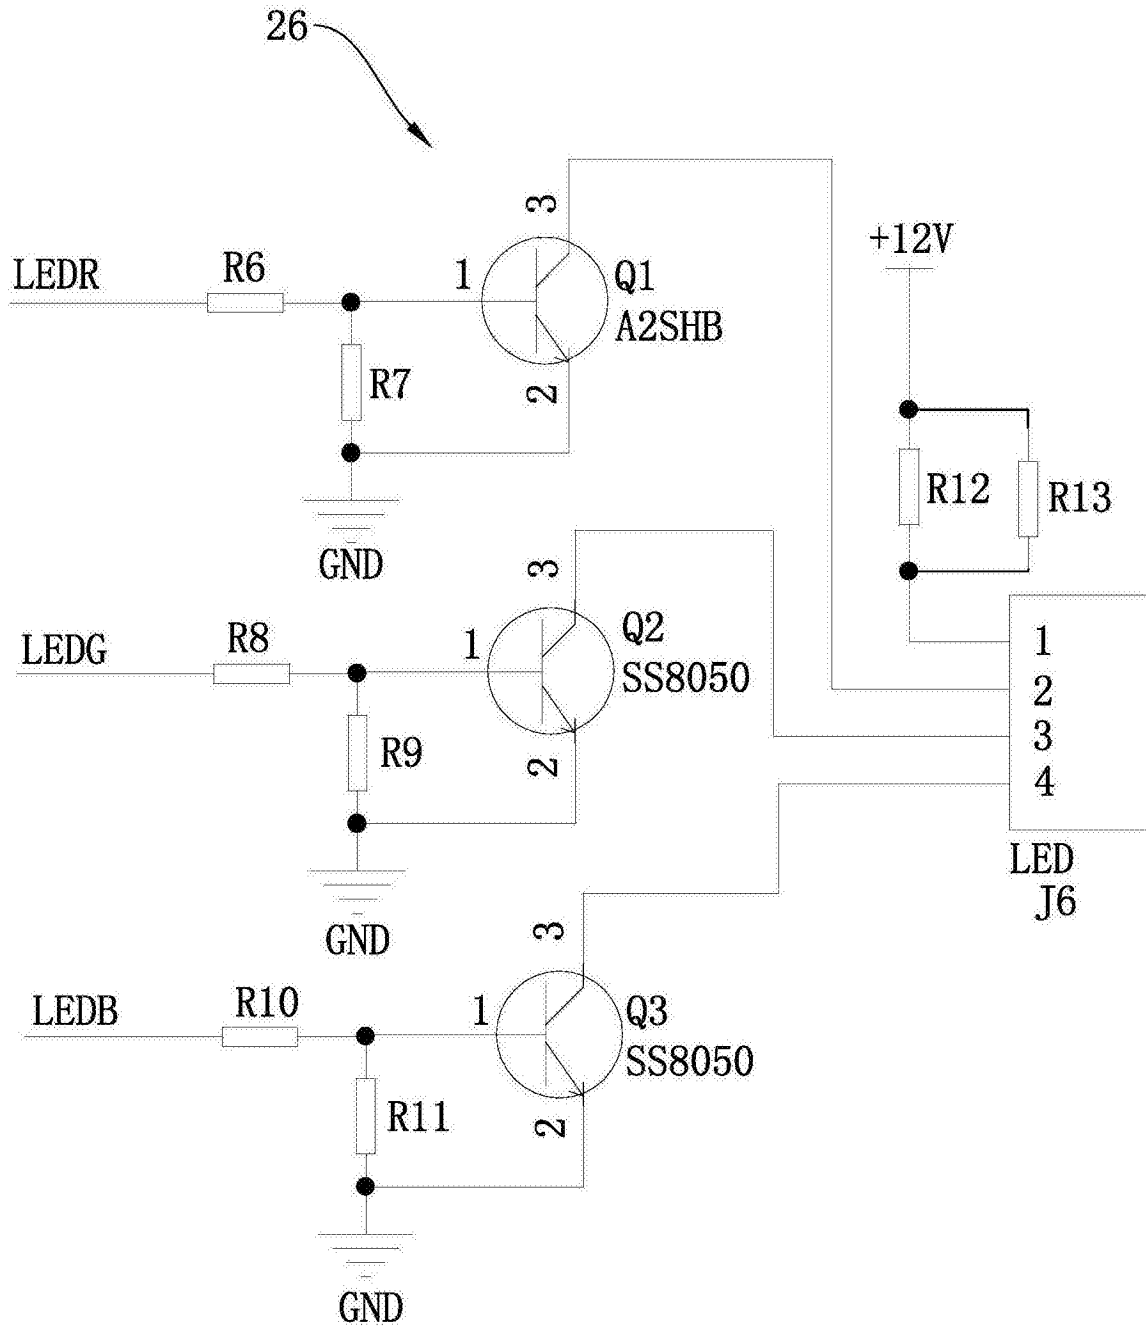 26
3
+12V
LEDR
R6
1
Q1
A2SHB
R7
2
R12
R13
GND
3
LEDG
R8
1
Q2
SS8050
1
2
3
4
R9
2
LED
J6
GND
3
LEDB
R10
1
Q3
SS8050
R11
2
GND